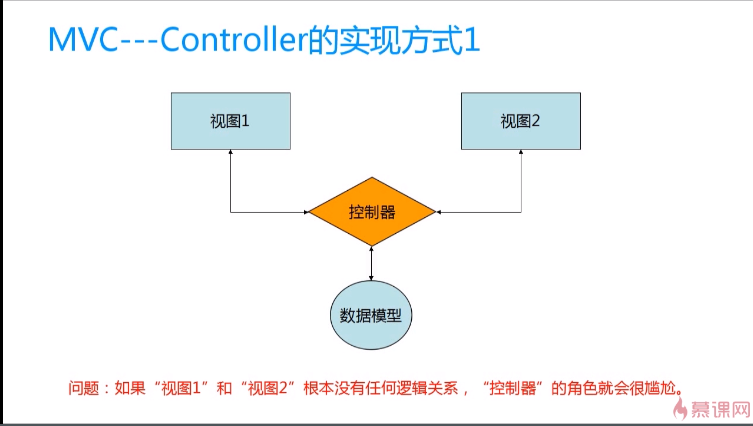 MVC---Controller的实现方式1
视图1
视图2
控制器
数据模型
问题：如果“视图1”和“视图2”根本没有任何逻辑关系，“控制器”的角色就会很尴尬。
慕课网